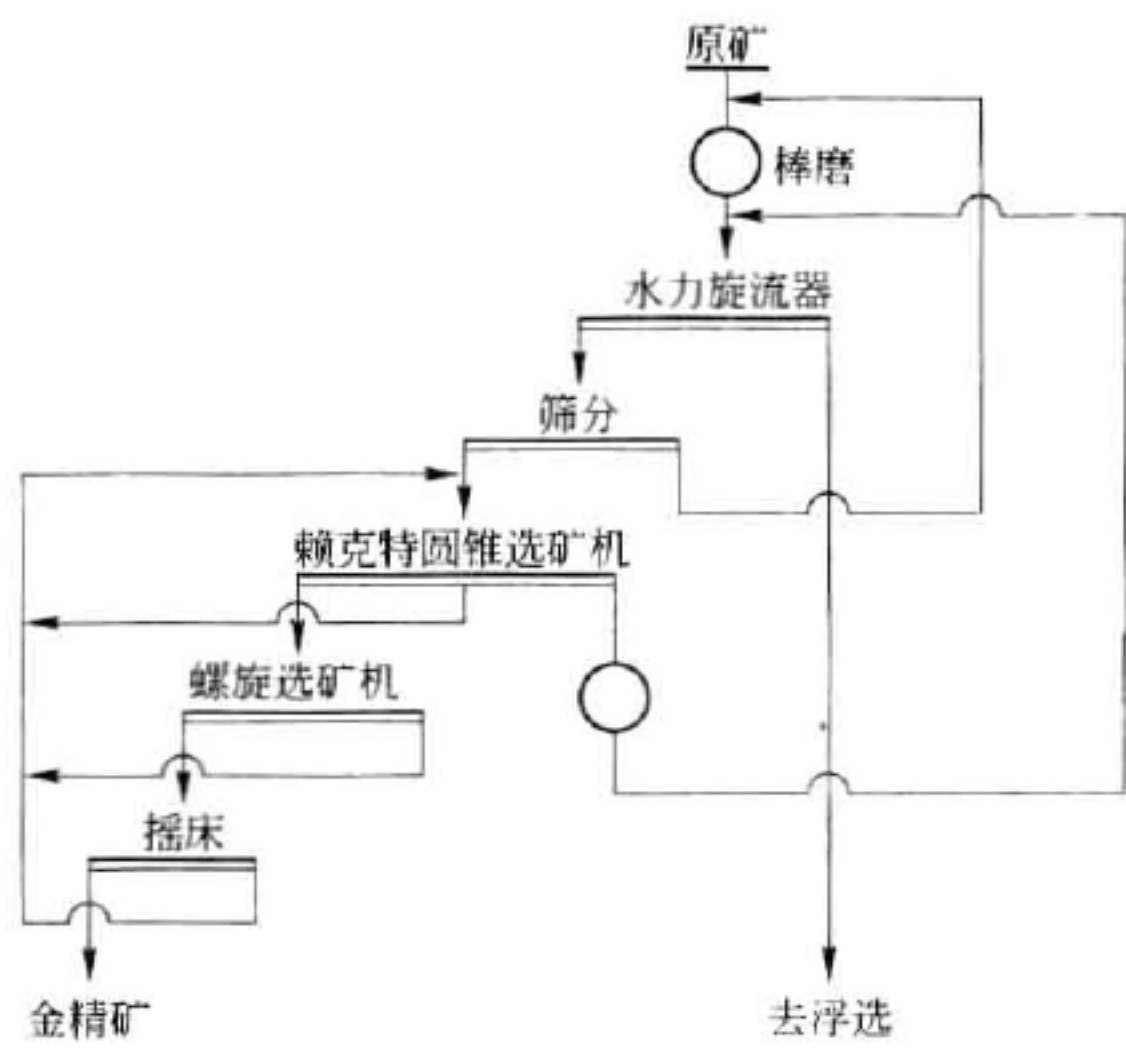 原矿
棒磨
水力旋流器
筛分
赖克特圆锥选矿机
螺旋选矿机
摇床
金精矿
去浮选